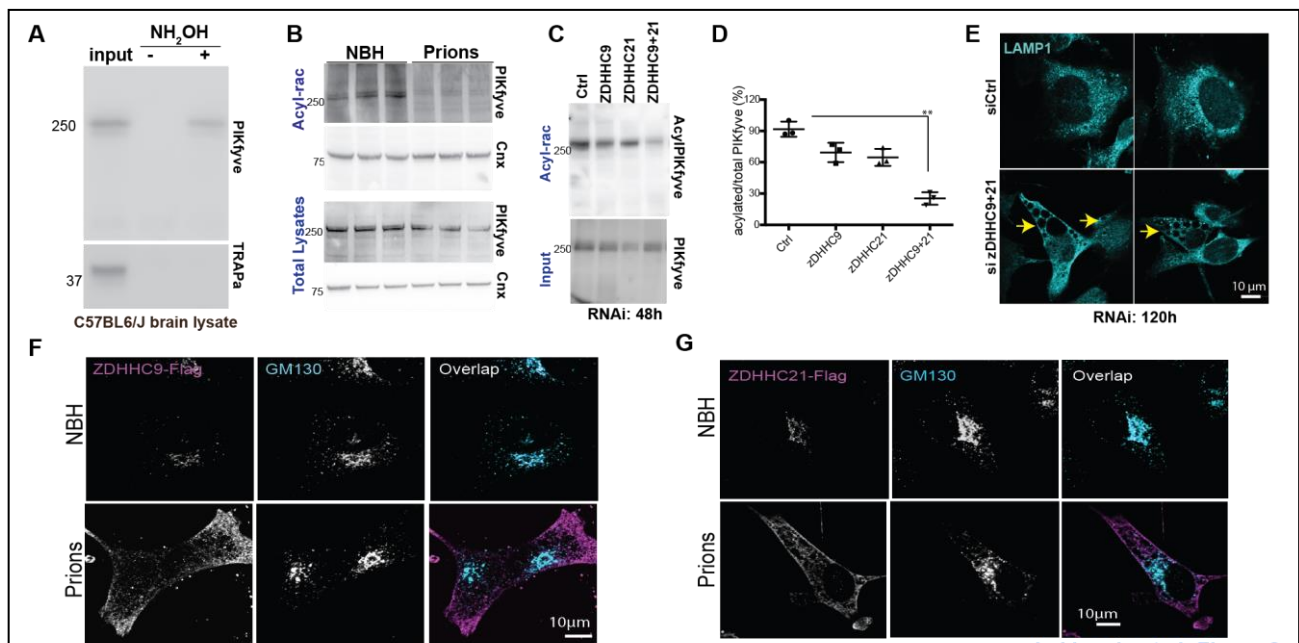 A
NH2OH
input - +
250
PIKfyve
37
TRAPa
C57BL6/J brain lysate
B
NBH Prions
Acyl-rac
250
PIKfyve
75
Cnx
Total Lysates
250
PIKfyve
75
Cnx
C
Ctrl
ZDHHC9
ZDHHC21
ZDHHC9+21
Acyl-rac
250
AcylPIKfyve
Input
250
PIKfyve
RNAi: 48h
D
acylated/total PIKfyve (%)
120
90
60
30
0
**
Ctrl
zDHHC9
zDHHC21
zDHHC9+21
E
LAMP1
siCtrl
si zDHHC9+21
10 µm
RNAi: 120h
F
ZDHHC9-Flag GM130 Overlap
NBH
Prions
10µm
G
ZDHHC21-Flag GM130 Overlap
NBH
Prions
10µm